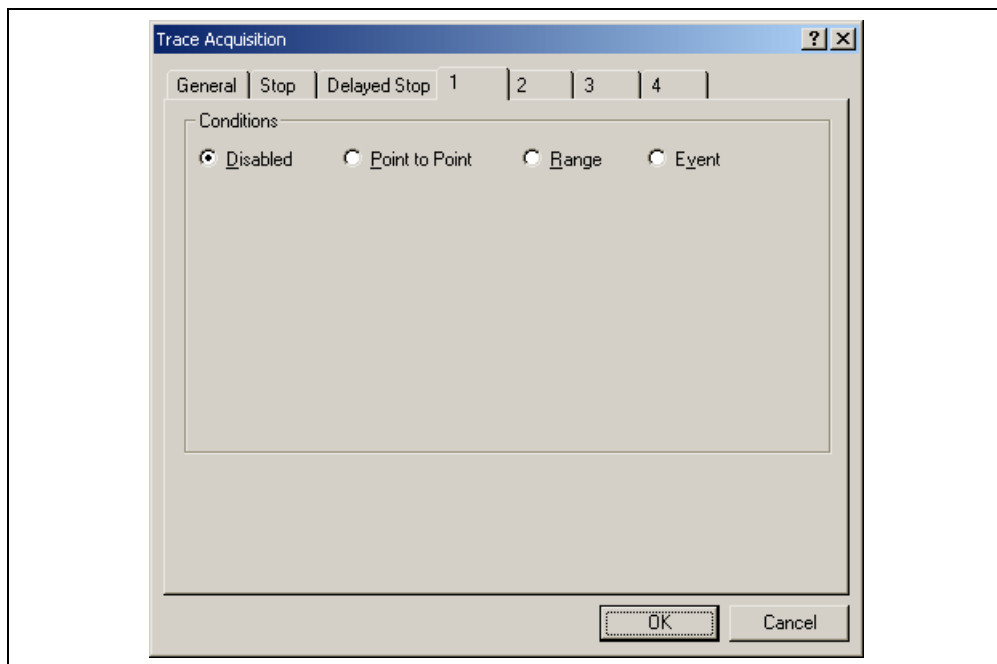 Trace Acquisition
General Stop Delayed Stop 1 2 3 4
Conditions
Disabled Point to Point Range Event
OK Cancel